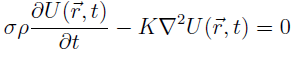 σρ ∂U(r⃗, t)/∂t − K∇²U(r⃗, t) = 0